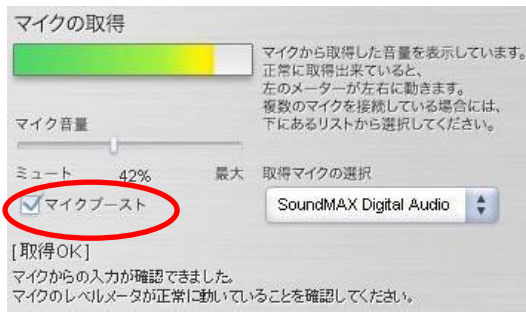 マイクの取得
マイクから取得した音量を表示しています。
正常に取得出来ていると、
左のメーターが左右に動きます。
複数のマイクを接続している場合には、
下にあるリストから選択してください。
マイク音量
ミュート 42% 最大
取得マイクの選択
マイクブースト
SoundMAX Digital Audio
[取得OK]
マイクからの入力が確認できました。
マイクのレベルメータが正常に動いていることを確認してください。